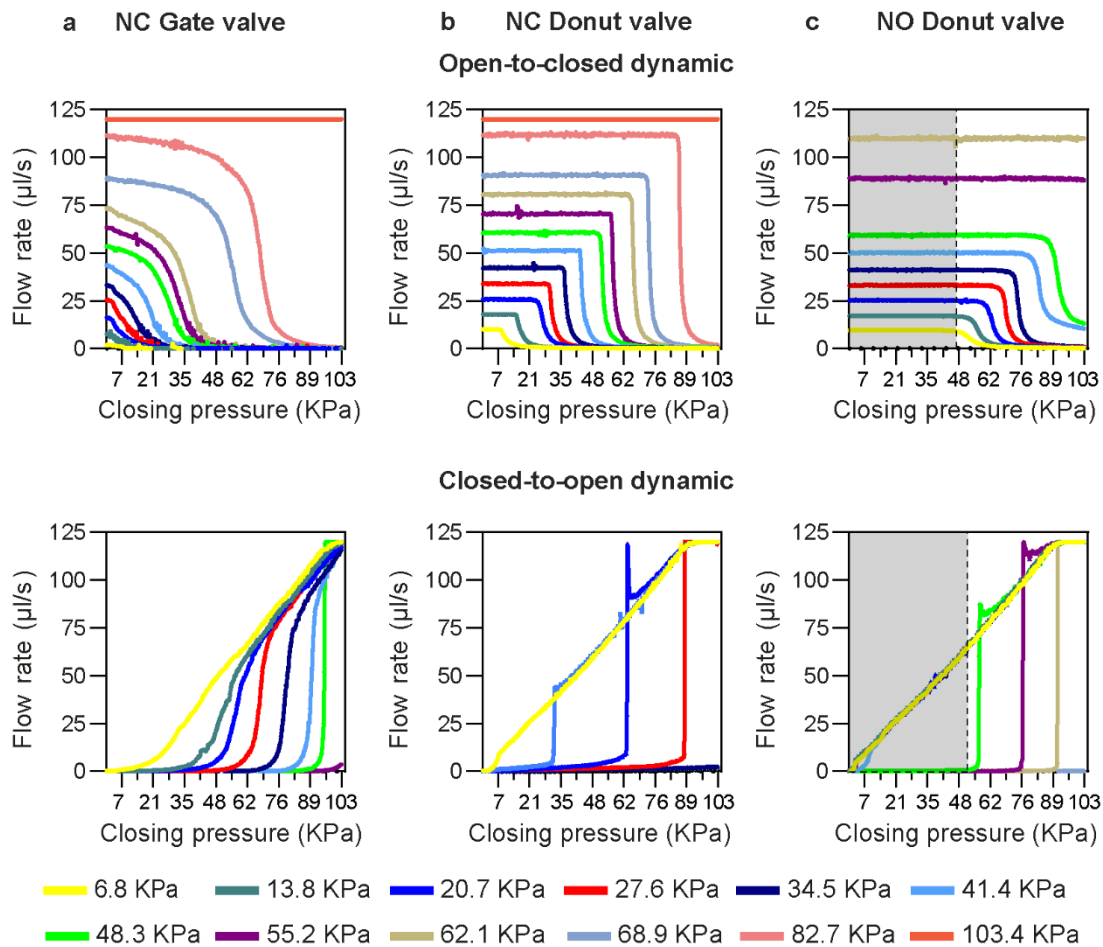 a NC Gate valve b NC Donut valve c NO Donut valve
Open-to-closed dynamic
125 125 125
100 100 100
75 75 75
50 50 50
25 25 25
0 0 0
Flow rate (µl/s) Flow rate (µl/s) Flow rate (µl/s)
7 21 35 48 62 76 89 103 7 21 35 48 62 76 89 103 7 21 35 48 62 76 89 103
Closing pressure (KPa) Closing pressure (KPa) Closing pressure (KPa)
Closed-to-open dynamic
125 125 125
100 100 100
75 75 75
50 50 50
25 25 25
0 0 0
Flow rate (µl/s) Flow rate (µl/s) Flow rate (µl/s)
7 21 35 48 62 76 89 103 7 21 35 48 62 76 89 103 7 21 35 48 62 76 89 103
Closing pressure (KPa) Closing pressure (KPa) Closing pressure (KPa)
6.8 KPa 13.8 KPa 20.7 KPa 27.6 KPa 34.5 KPa 41.4 KPa
48.3 KPa 55.2 KPa 62.1 KPa 68.9 KPa 82.7 KPa 103.4 KPa